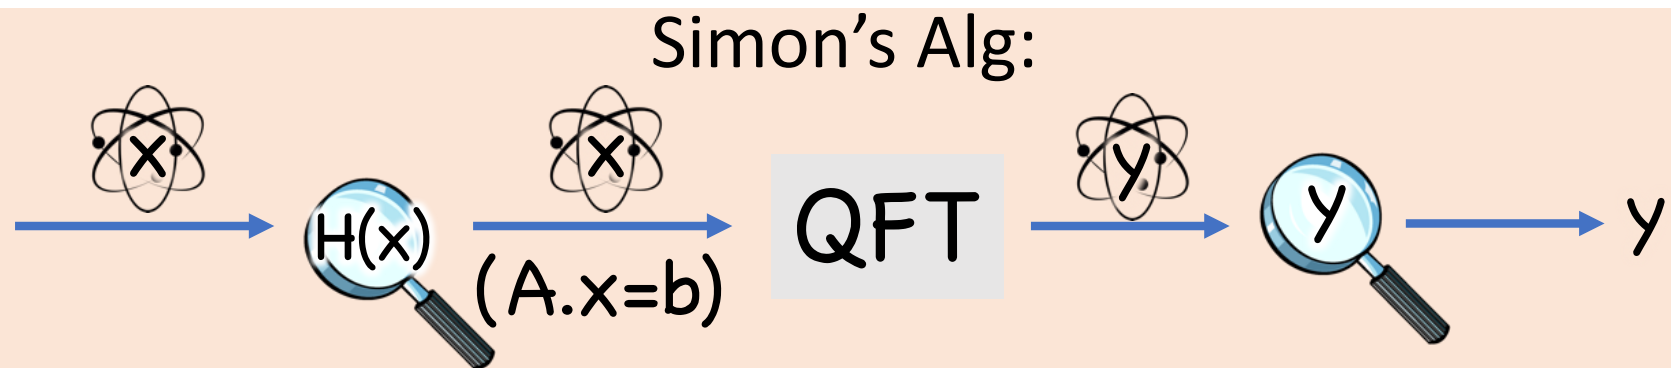 Simon's Alg:
x
x
y
H(x)
QFT
y
y
(A.x=b)